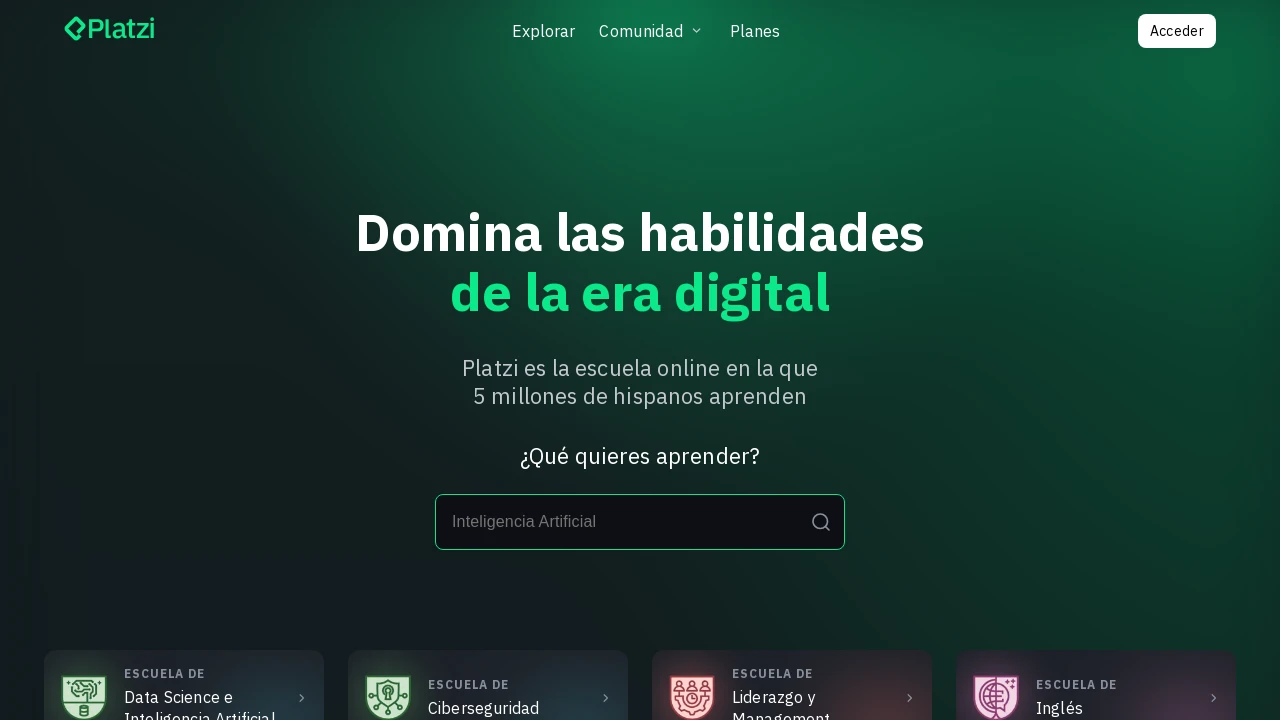 Platzi
Explorar
Comunidad
Planes
Acceder
Domina las habilidades
de la era digital
Platzi es la escuela online en la que
5 millones de hispanos aprenden
¿Qué quieres aprender?
Inteligencia Artificial
ESCUELA DE
Data Science e
Inteligencia Artificial
ESCUELA DE
Ciberseguridad
ESCUELA DE
Liderazgo y
Management
ESCUELA DE
Inglés